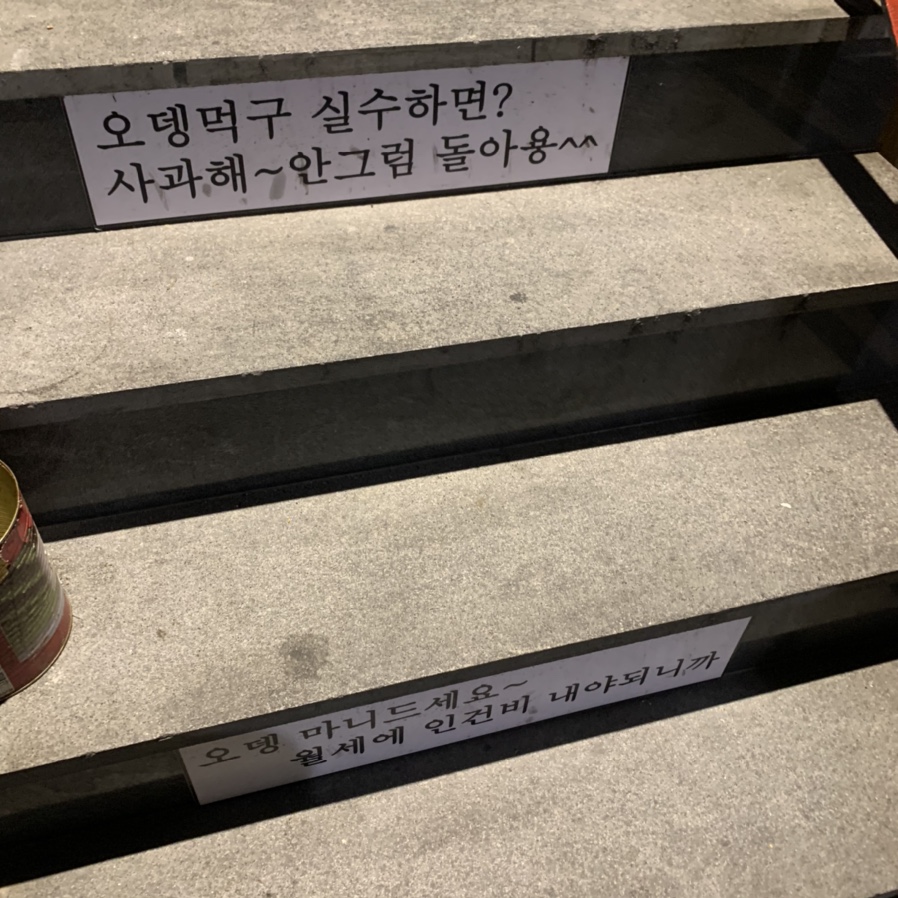 오뎅먹구 실수하면?
사과해~안그럼 돌아용^^
오뎅 마니드세요~
월세에 인건비 내야되니까